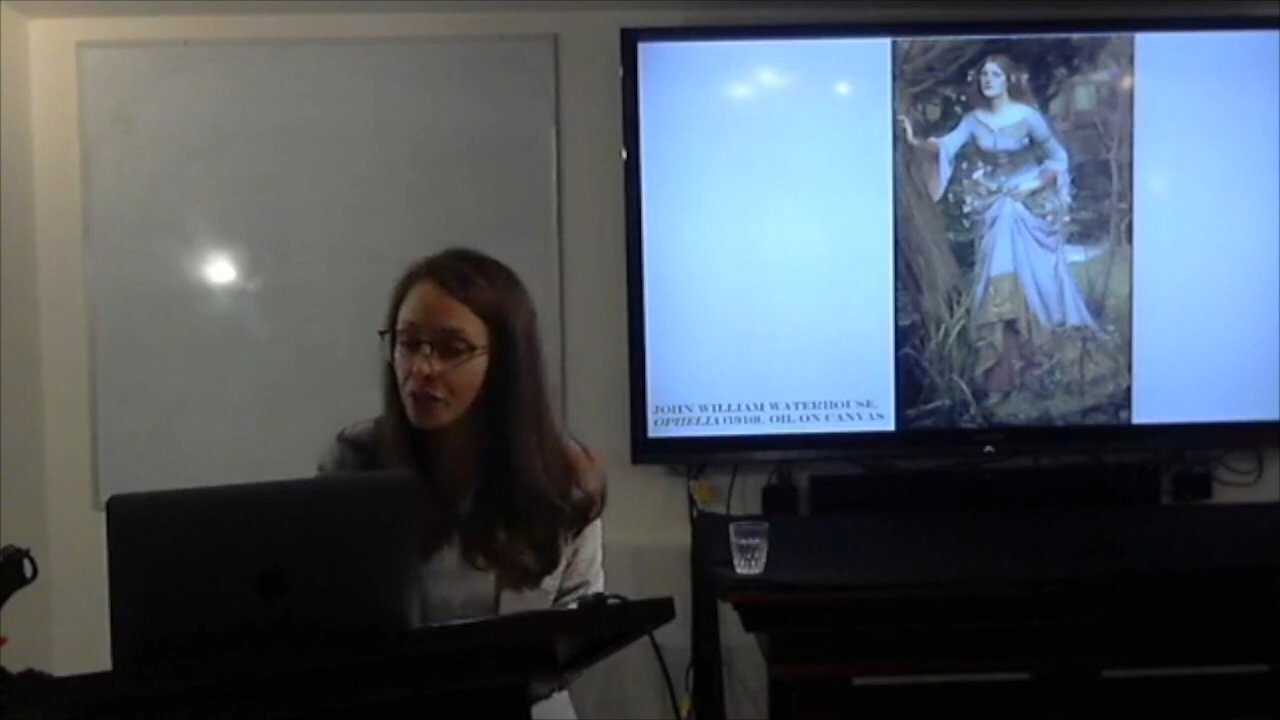 JOHN WILLIAM WATERHOUSE,
OPHELIA (1910). OIL ON CANVAS